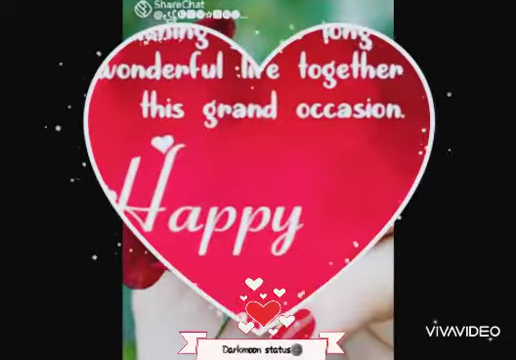 ShareChat
long
wonderful life together
this grand occasion.
Happy
Darkmoon status
VIVAVIDEO